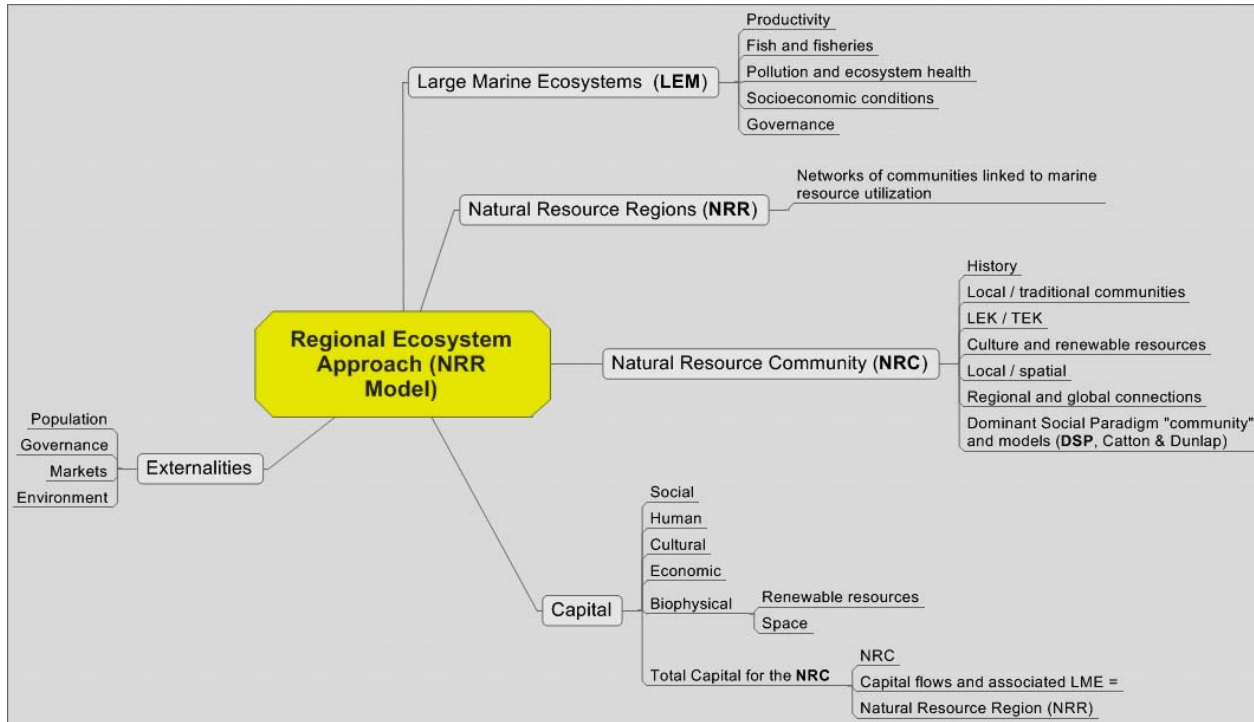 Productivity
Fish and fisheries
Large Marine Ecosystems (LEM)
Pollution and ecosystem health
Socioeconomic conditions
Governance
Natural Resource Regions (NRR)
Networks of communities linked to marine
resource utilization
Regional Ecosystem
Approach (NRR
Model)
Natural Resource Community (NRC)
History
Local / traditional communities
LEK / TEK
Culture and renewable resources
Local / spatial
Regional and global connections
Dominant Social Paradigm "community"
and models (DSP, Catton & Dunlap)
Externalities
Population
Governance
Markets
Environment
Capital
Social
Human
Cultural
Economic
Biophysical
Renewable resources
Space
Total Capital for the NRC
NRC
Capital flows and associated LME =
Natural Resource Region (NRR)